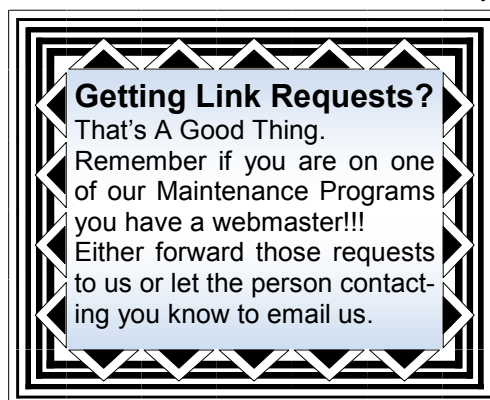 Getting Link Requests?
That’s A Good Thing.
Remember if you are on one
of our Maintenance Programs
you have a webmaster!!!
Either forward those requests
to us or let the person contact-
ing you know to email us.